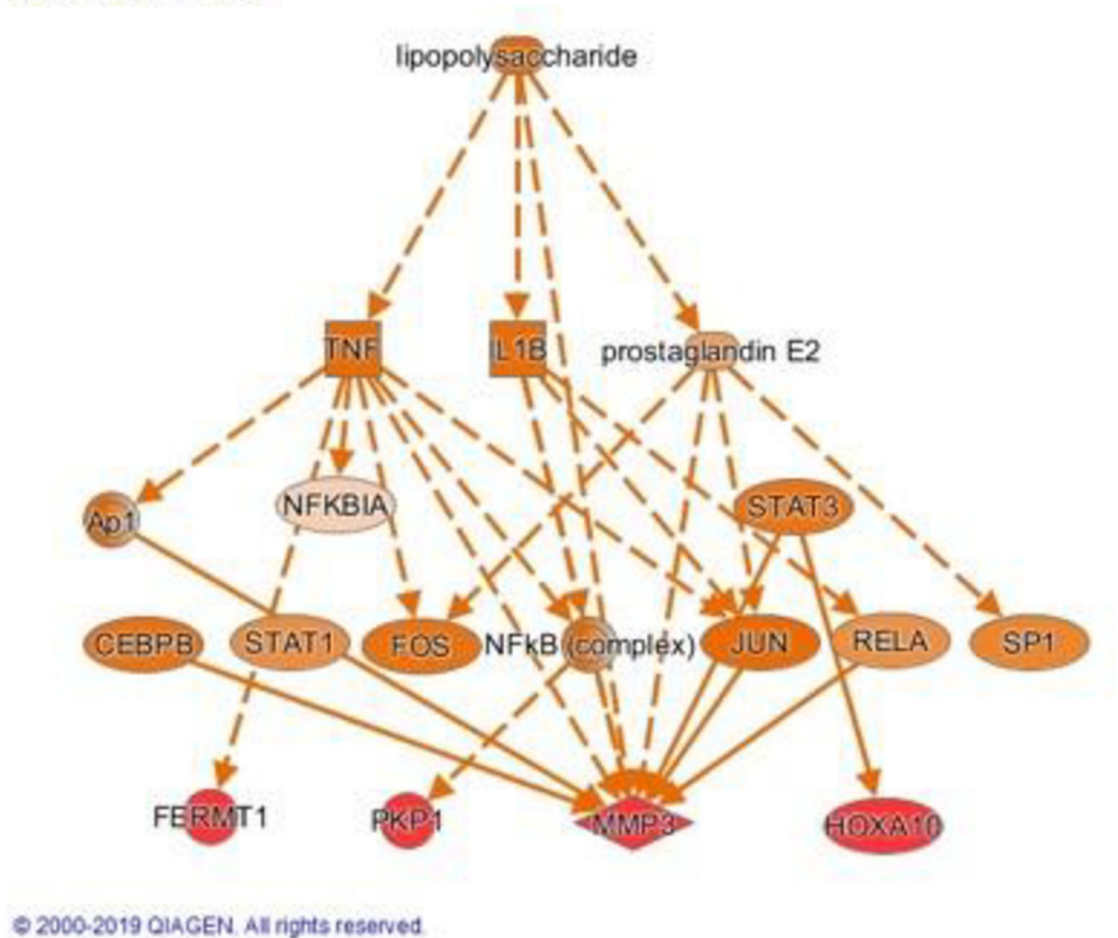 lipopolysaccharide
TNF IL1B prostaglandin E2
Ap1 NFKBIA STAT3
CEBPB STAT1 FOS NFkB (complex) JUN RELA SP1
FERMT1 PKP1 MMP3 HOXA10
© 2000-2019 QIAGEN. All rights reserved.